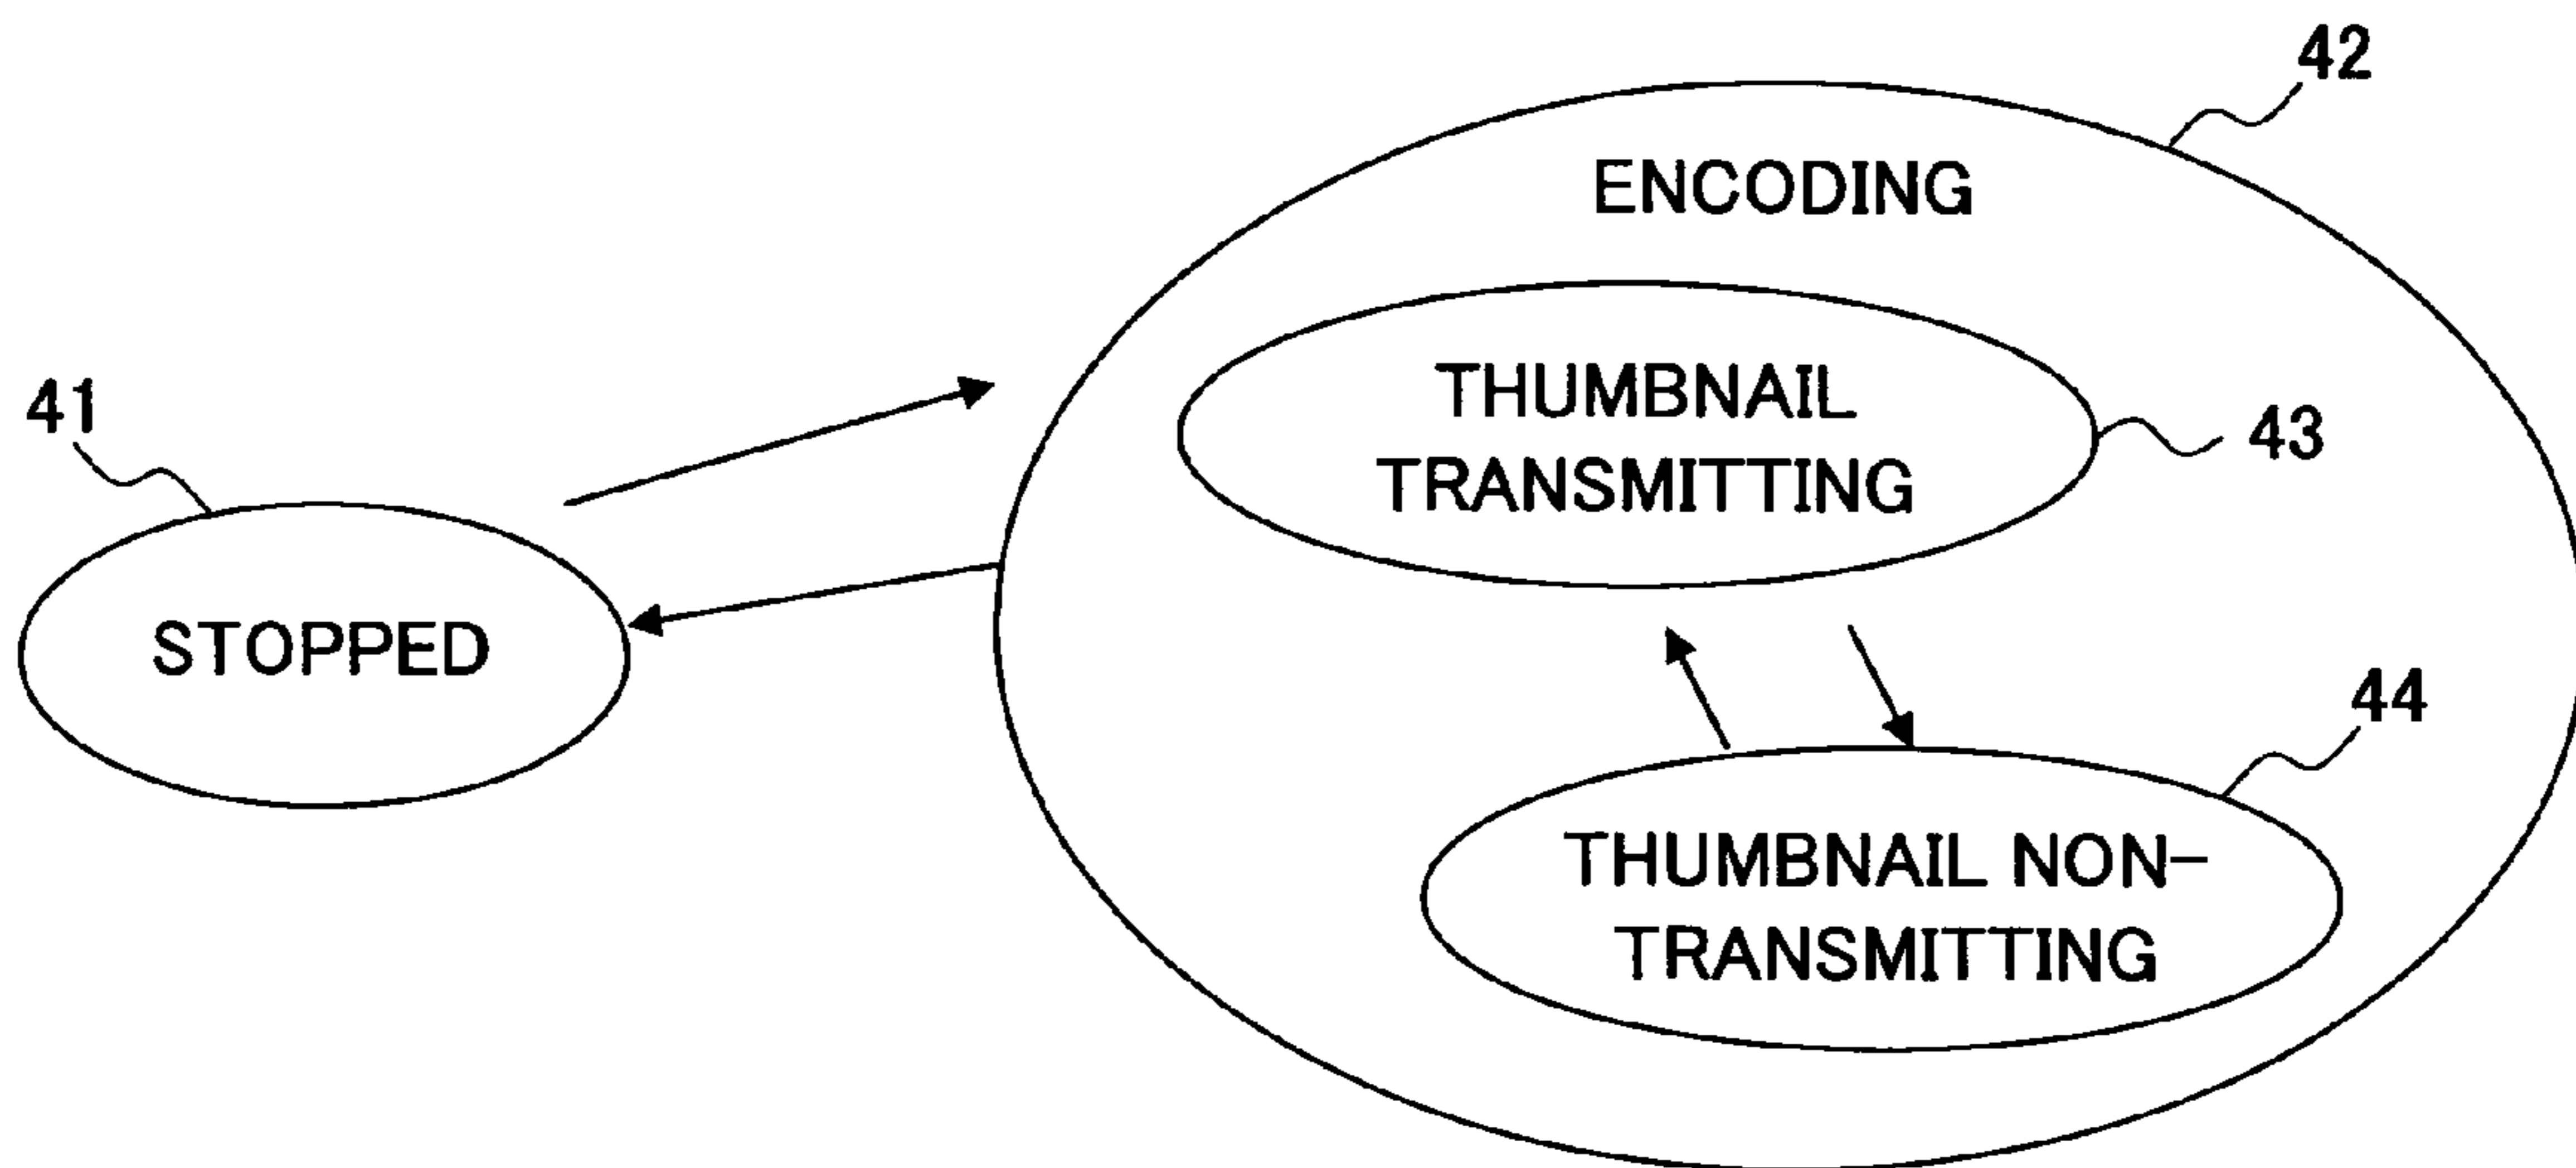 42
ENCODING
41
THUMBNAIL
TRANSMITTING
43
STOPPED
44
THUMBNAIL NON-
TRANSMITTING